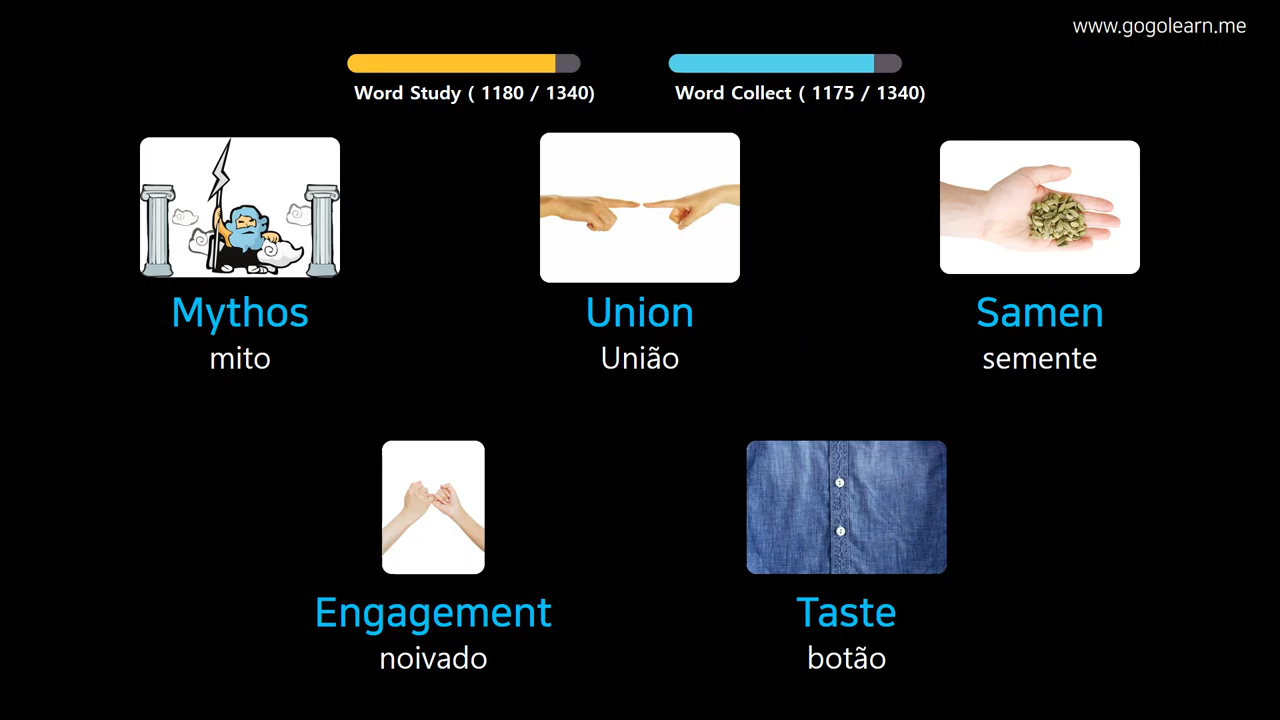 www.gogolearn.me
Word Study ( 1180 / 1340)
Word Collect ( 1175 / 1340)
Mythos
mito
Union
União
Samen
semente
Engagement
noivado
Taste
botão